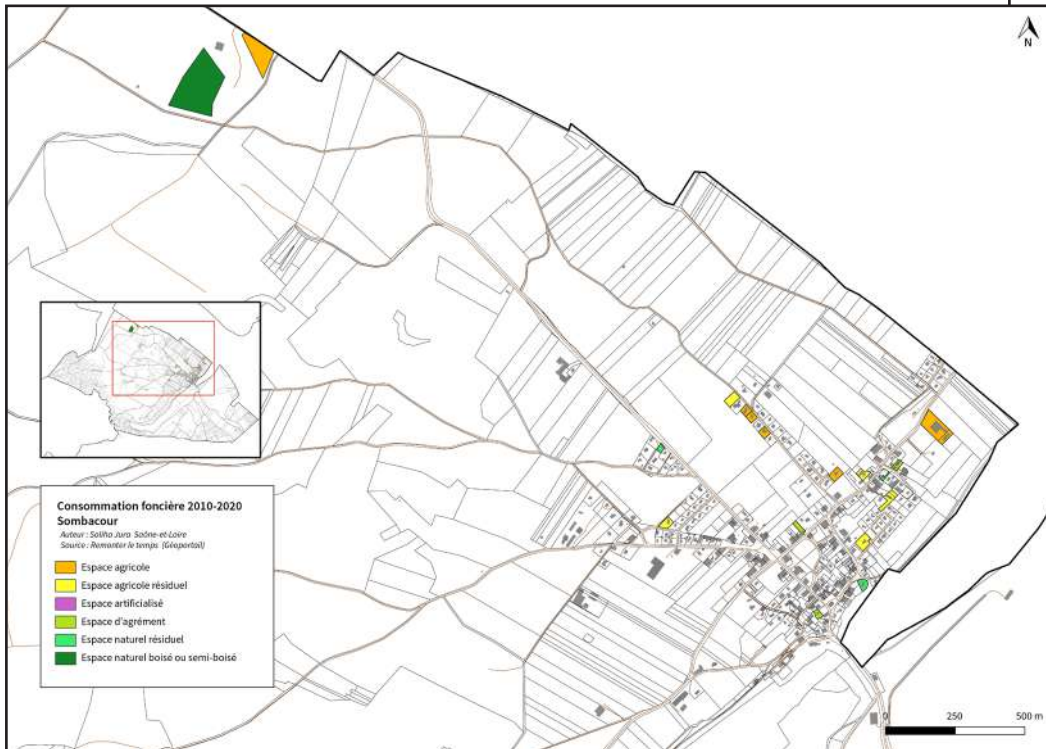 N
Consommation foncière 2010-2020
Sombacour
Auteur : Soliha Jura Saône-et-Loire
Source : Remonter le temps (Géoportail)
Espace agricole
Espace agricole résiduel
Espace artificialisé
Espace d'agrément
Espace naturel résiduel
Espace naturel boisé ou semi-boisé
0 250 500 m